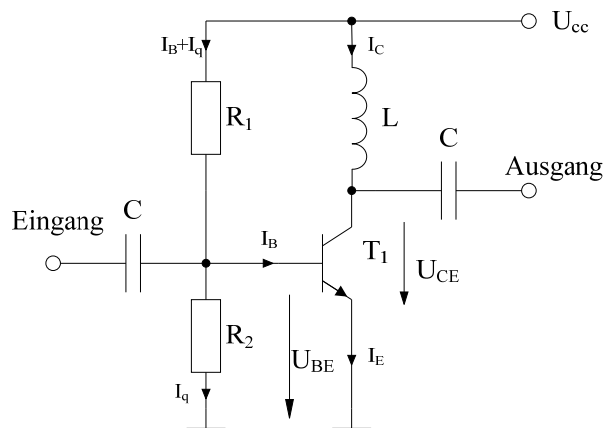 U_cc
I_B+I_q
I_C
R_1
L
C
Ausgang
Eingang
C
I_B
T_1
U_CE
R_2
U_BE
I_E
I_q